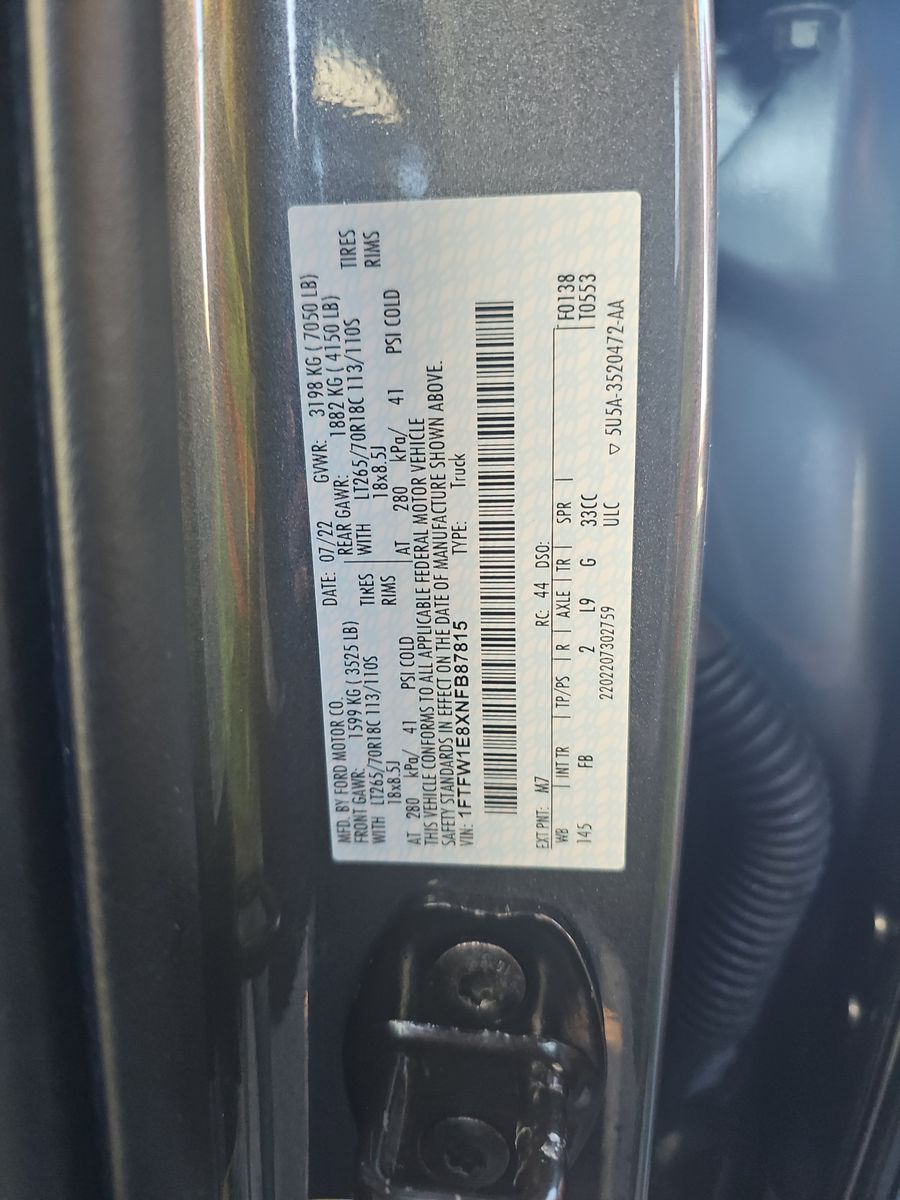 MFD. BY FORD MOTOR CO. DATE: 07/22 GVWR: 3198 KG ( 7050 LB)
FRONT GAWR: 1599 KG ( 3525 LB) REAR GAWR: 1882 KG ( 4150 LB)
WITH LT265/70R18C 113/110S TIRES WITH LT265/70R18C 113/110S TIRES
18x8.5J RIMS 18x8.5J RIMS
AT 280 kPa/ 41 PSI COLD AT 280 kPa/ 41 PSI COLD
THIS VEHICLE CONFORMS TO ALL APPLICABLE FEDERAL MOTOR VEHICLE
SAFETY STANDARDS IN EFFECT ON THE DATE OF MANUFACTURE SHOWN ABOVE.
VIN: 1FTFW1E8XNFB87815 TYPE: Truck
EXT PNT: M7 RC: 44 DSO:
WB INT TR TP/PS R AXLE TR SPR F0138
145 FB 2 L9 G 33CC T0553
ULC
2202207302759 ▽ 5U5A-3520472-AA